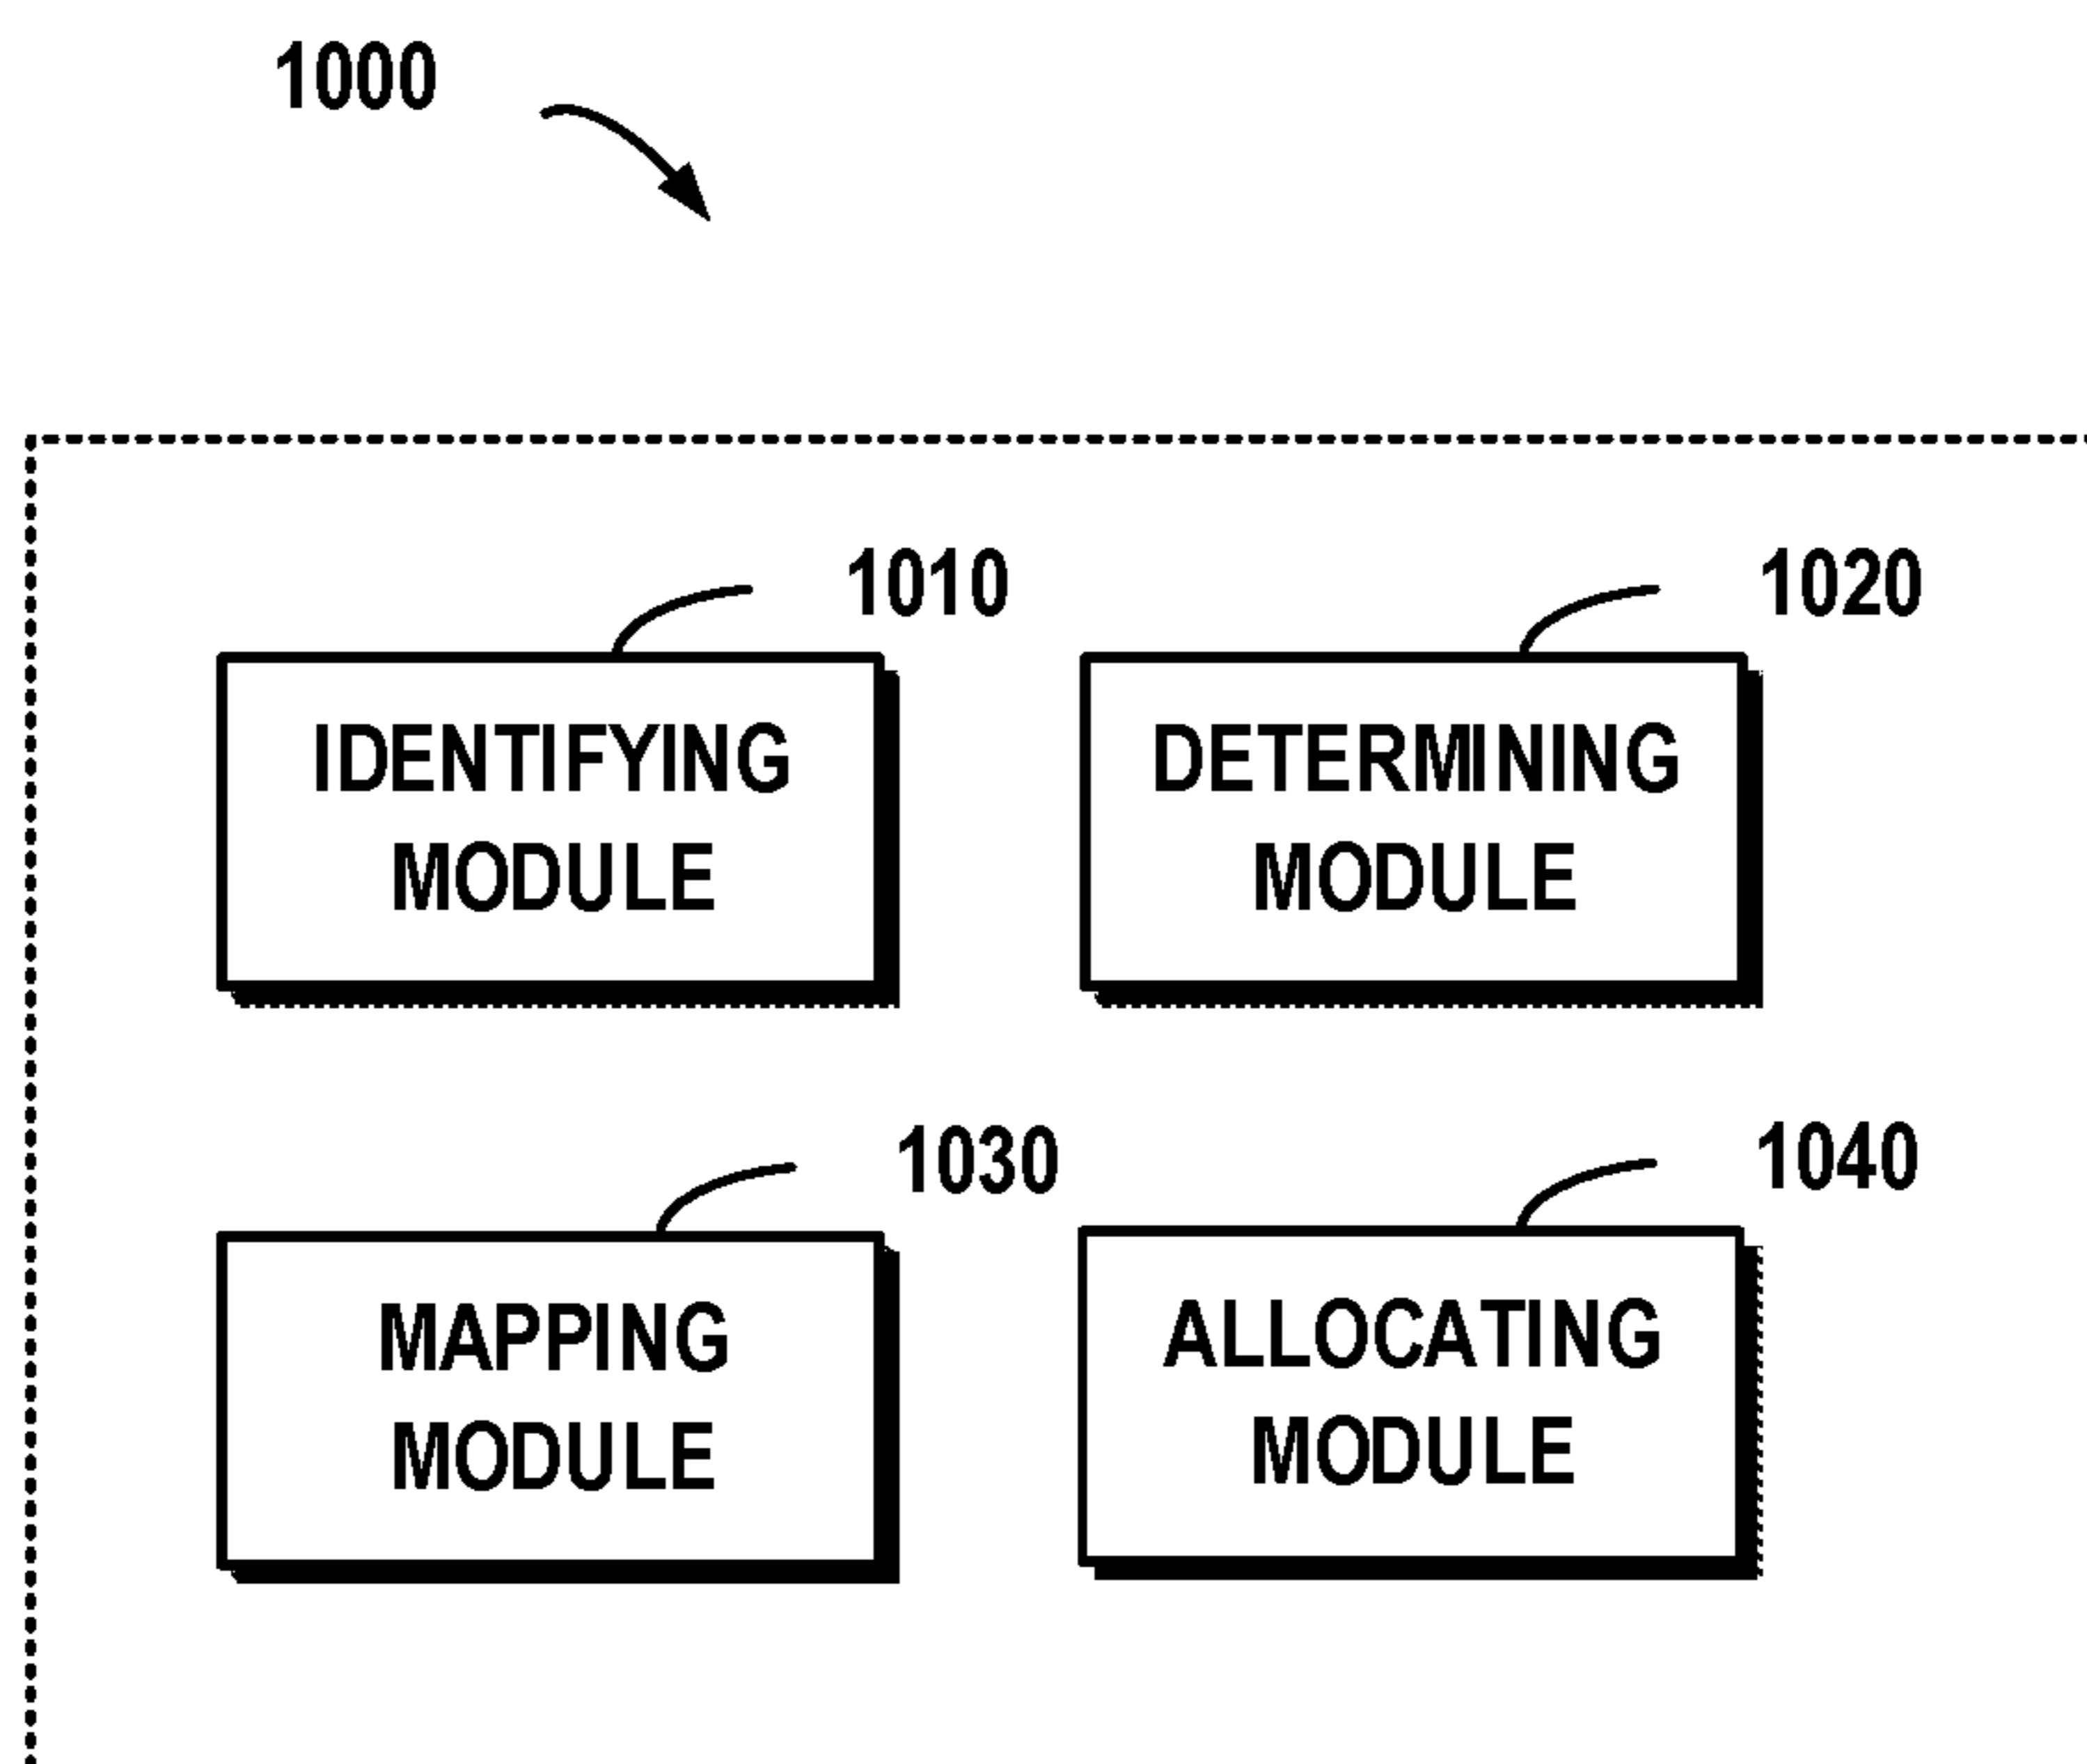 1000
1010
1020
IDENTIFYING
MODULE
DETERMINING
MODULE
1030
1040
MAPPING
MODULE
ALLOCATING
MODULE